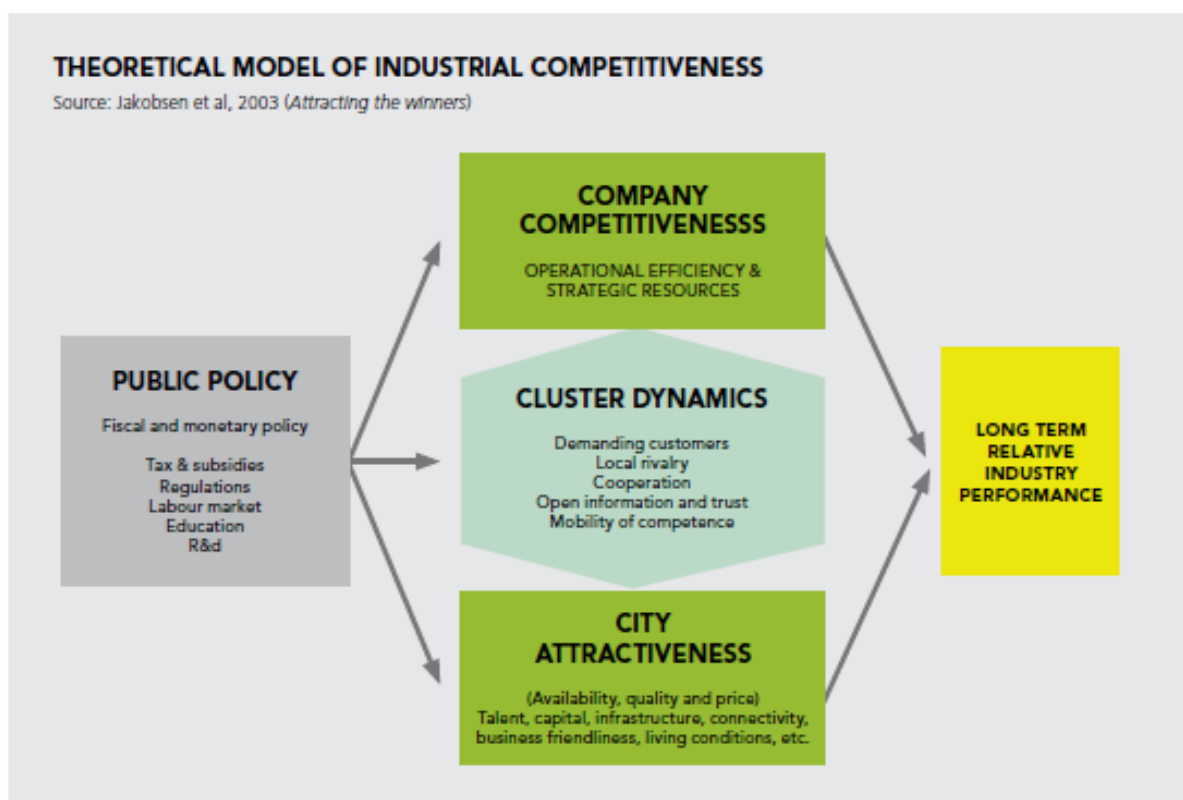 THEORETICAL MODEL OF INDUSTRIAL COMPETITIVENESS
Source: Jakobsen et al, 2003 (Attracting the winners)
COMPANY
COMPETITIVENESSS
OPERATIONAL EFFICIENCY &
STRATEGIC RESOURCES
PUBLIC POLICY
Fiscal and monetary policy
Tax & subsidies
Regulations
Labour market
Education
R&d
CLUSTER DYNAMICS
Demanding customers
Local rivalry
Cooperation
Open information and trust
Mobility of competence
CITY
ATTRACTIVENESS
(Availability, quality and price)
Talent, capital, infrastructure, connectivity,
business friendliness, living conditions, etc.
LONG TERM
RELATIVE
INDUSTRY
PERFORMANCE